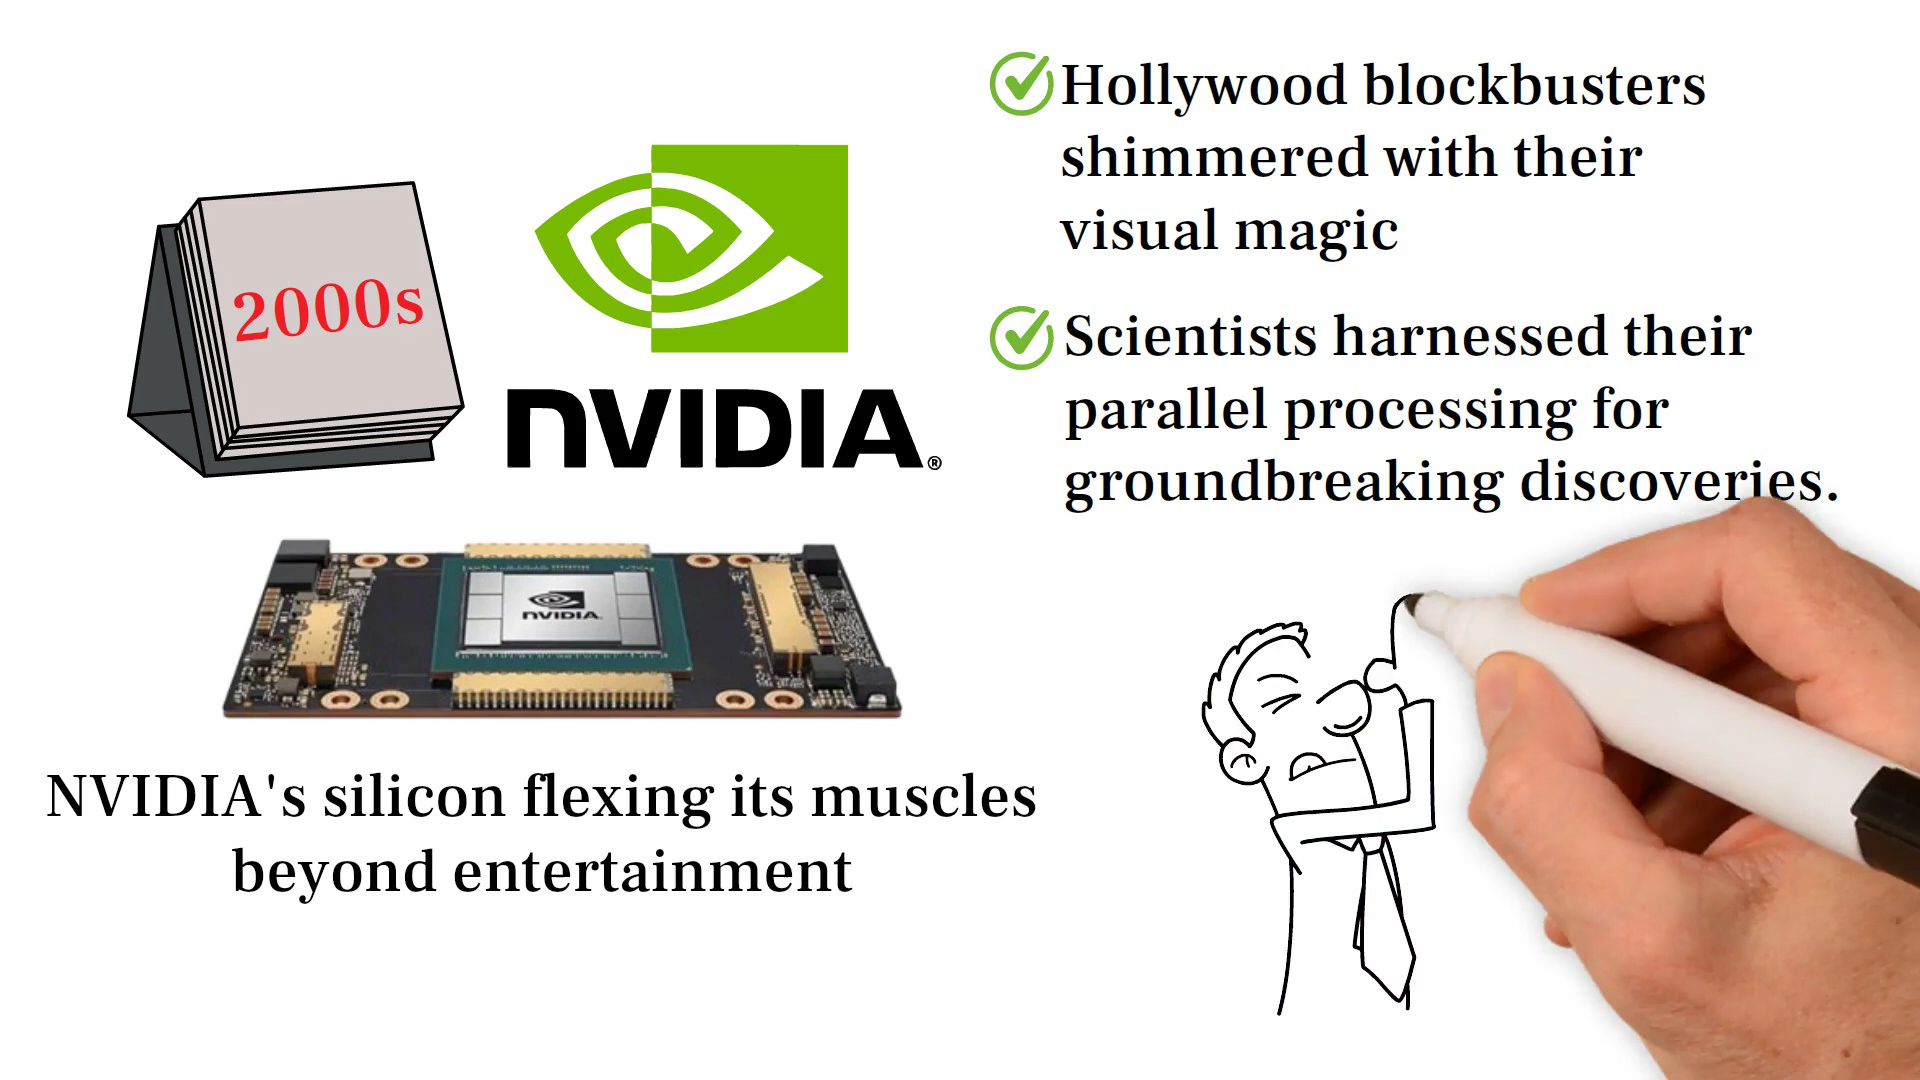 2000s
NVIDIA®
Hollywood blockbusters
shimmered with their
visual magic
Scientists harnessed their
parallel processing for
groundbreaking discoveries.
NVIDIA
NVIDIA's silicon flexing its muscles
beyond entertainment